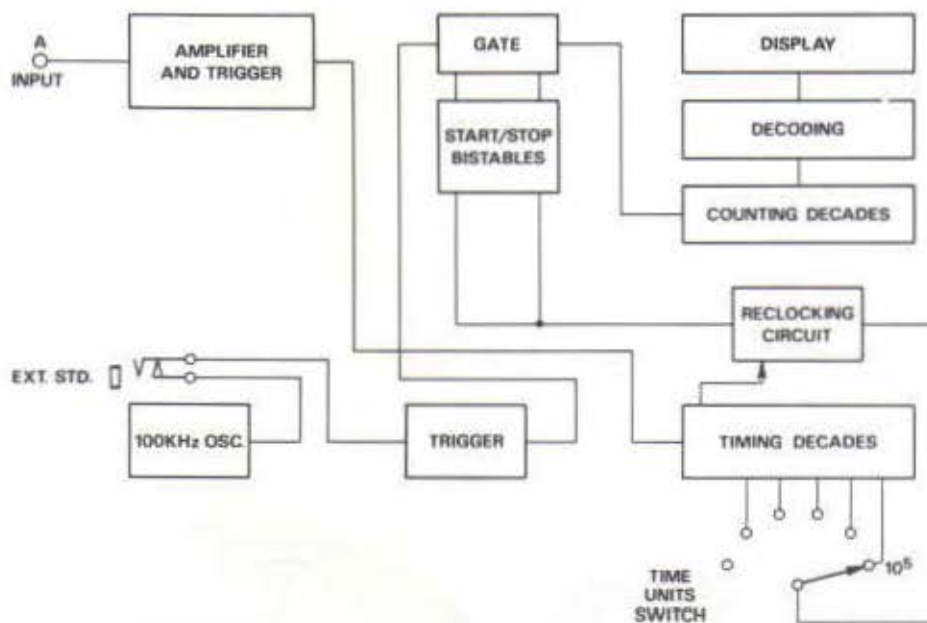 A
INPUT
AMPLIFIER
AND TRIGGER
GATE
DISPLAY
START/STOP
BISTABLES
DECODING
COUNTING DECADES
RECLOCKING
CIRCUIT
EXT. STD.
100KHz OSC.
TRIGGER
TIMING DECADES
10⁵
TIME
UNITS
SWITCH